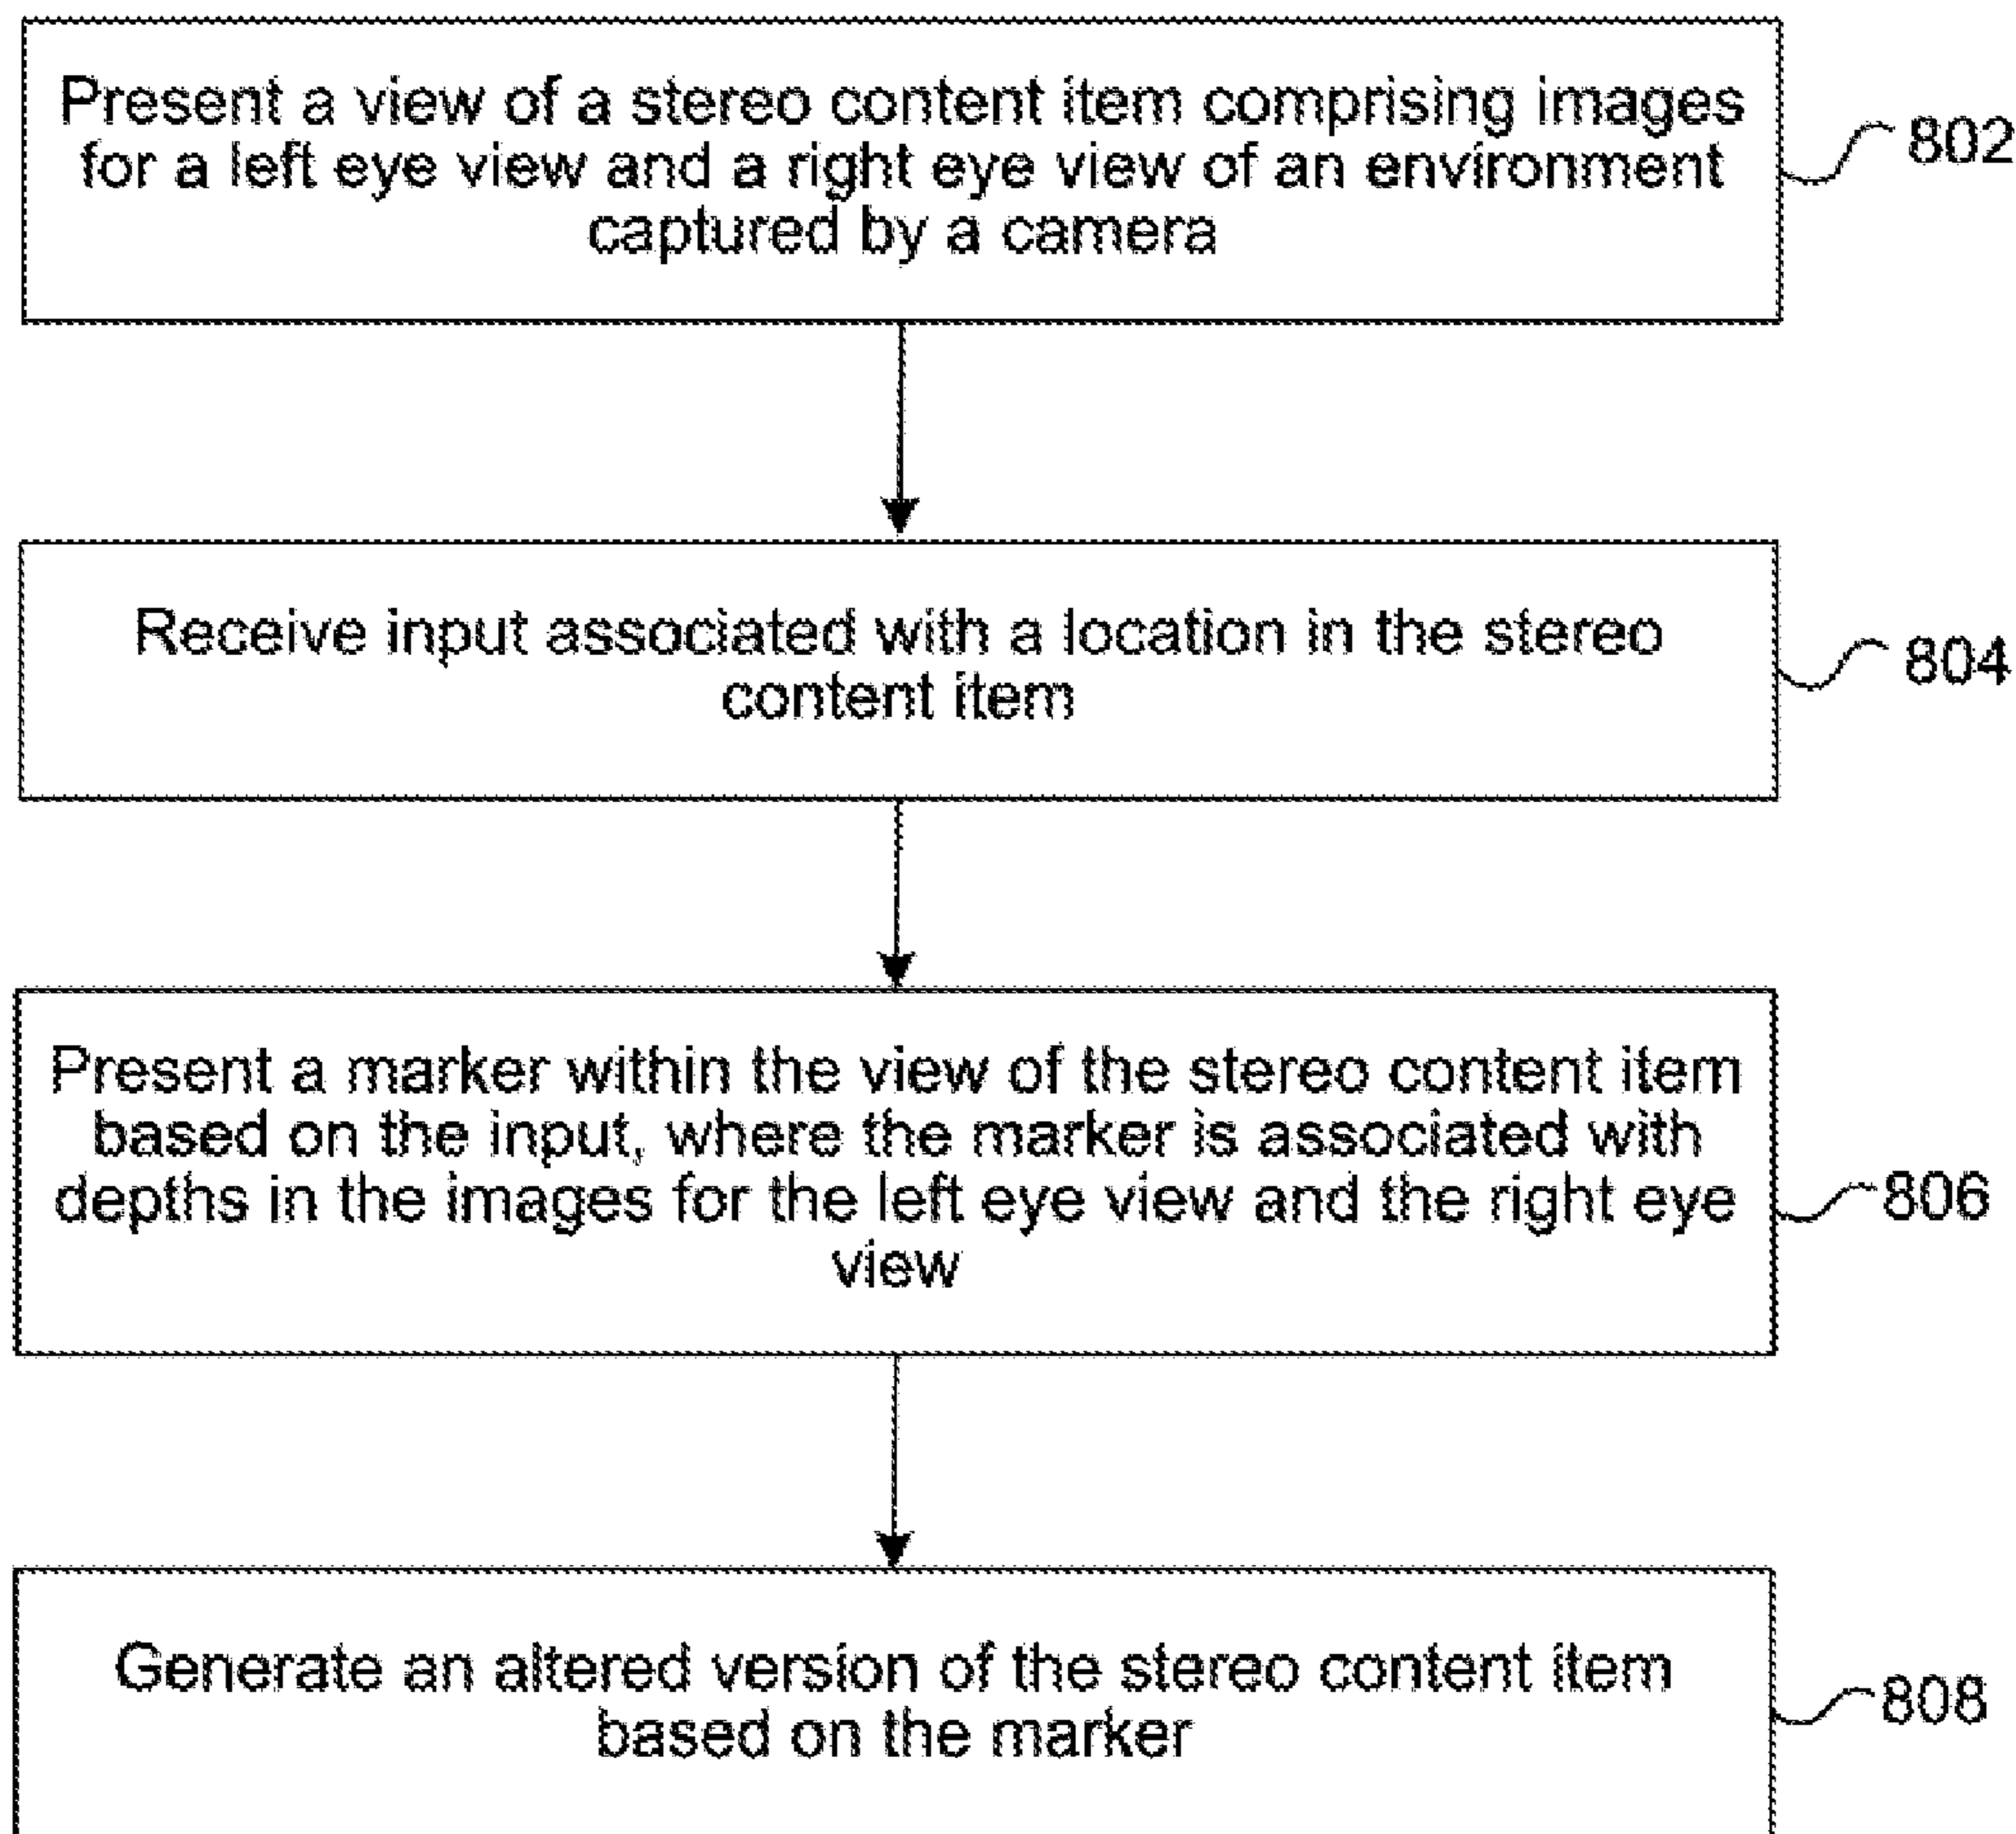 Present a view of a stereo content item comprising images
for a left eye view and a right eye view of an environment
captured by a camera
802
Receive input associated with a location in the stereo
content item
804
Present a marker within the view of the stereo content item
based on the input, where the marker is associated with
depths in the images for the left eye view and the right eye
view
806
Generate an altered version of the stereo content item
based on the marker
808